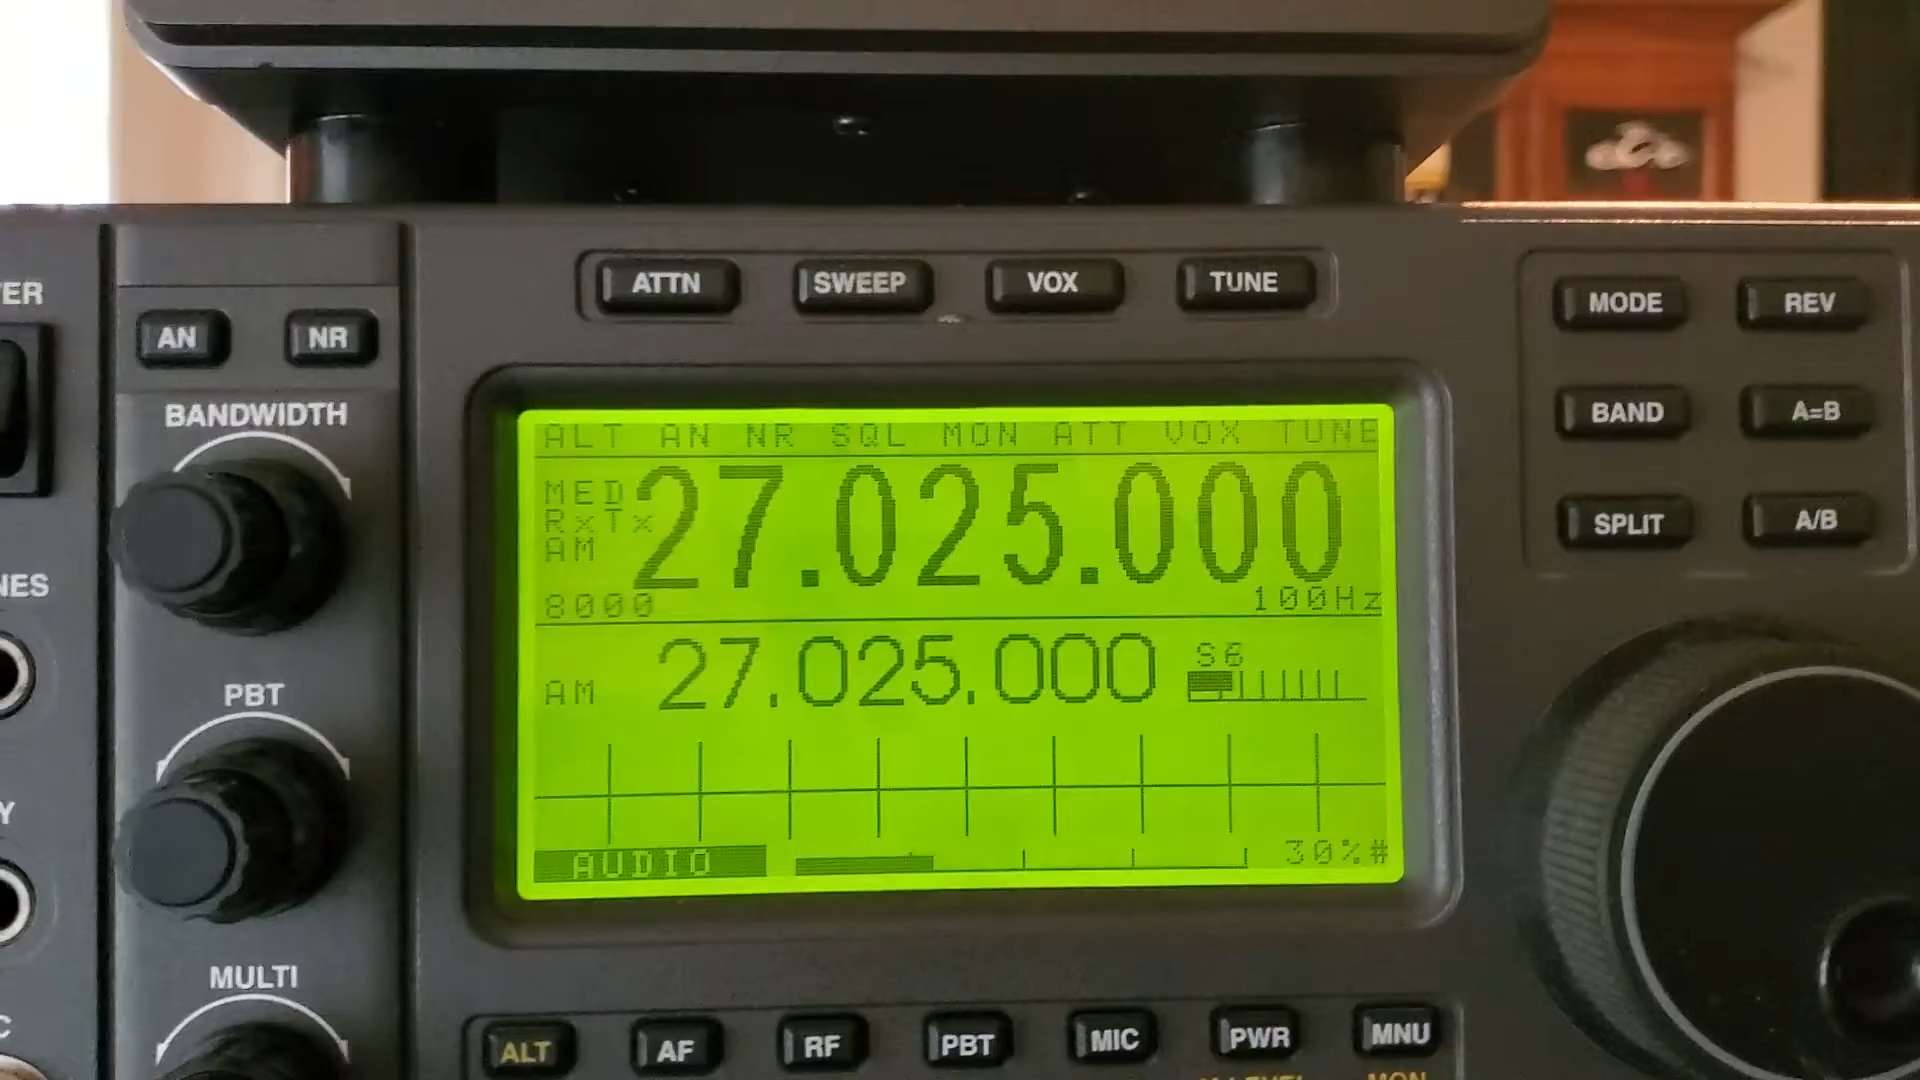 ATTN SWEEP VOX TUNE
MODE REV
AN NR
BANDWIDTH
BAND A=B
ALT AN NR SQL MON ATT VOX TUNE
MED
RxTx
AM
27.025.000
SPLIT A/B
8000 100Hz
AM 27.025.000 S6
PBT
AUDIO 30%#
MULTI
ALT AF RF PBT MIC PWR MNU
MON